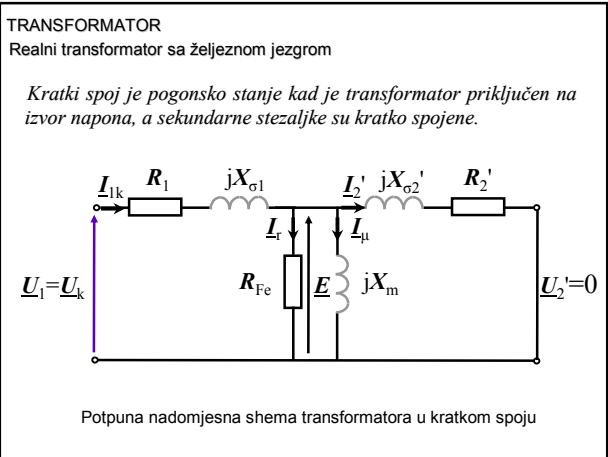 TRANSFORMATOR
Realni transformator sa željeznom jezgrom
Kratki spoj je pogonsko stanje kad je transformator priključen na
izvor napona, a sekundarne stezaljke su kratko spojene.
I1k R1 jXσ1 I2' jXσ2' R2'
Ir Iμ
U1=Uk RFe E jXm U2'=0
Potpuna nadomjesna shema transformatora u kratkom spoju